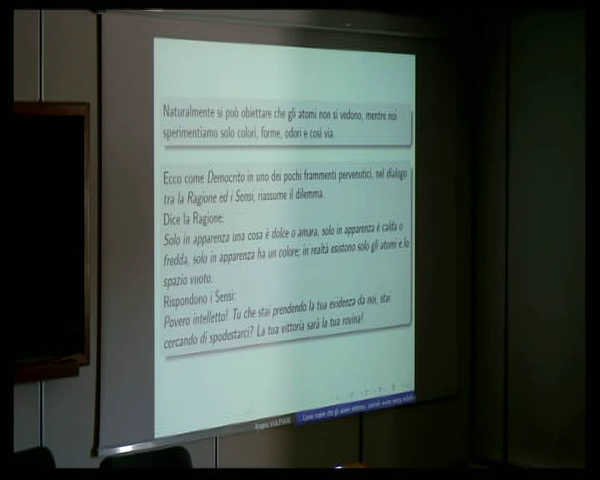 Naturalmente si può obiettare che gli atomi non si vedono, mentre noi
sperimentiamo solo colori, forme, odori e così via.
Ecco come Democrito in uno dei pochi frammenti pervenutici, nel dialogo
tra la Ragione ed i Sensi, riassume il dilemma.
Dice la Ragione:
Solo in apparenza una cosa è dolce o amara, solo in apparenza è calda o
fredda, solo in apparenza ha un colore; in realtà esistono solo gli atomi e lo
spazio vuoto.
Rispondono i Sensi:
Povero intelletto! Tu che stai prendendo la tua evidenza da noi, stai
cercando di spodestarci? La tua vittoria sarà la tua rovina!
Angelo VULPIANI